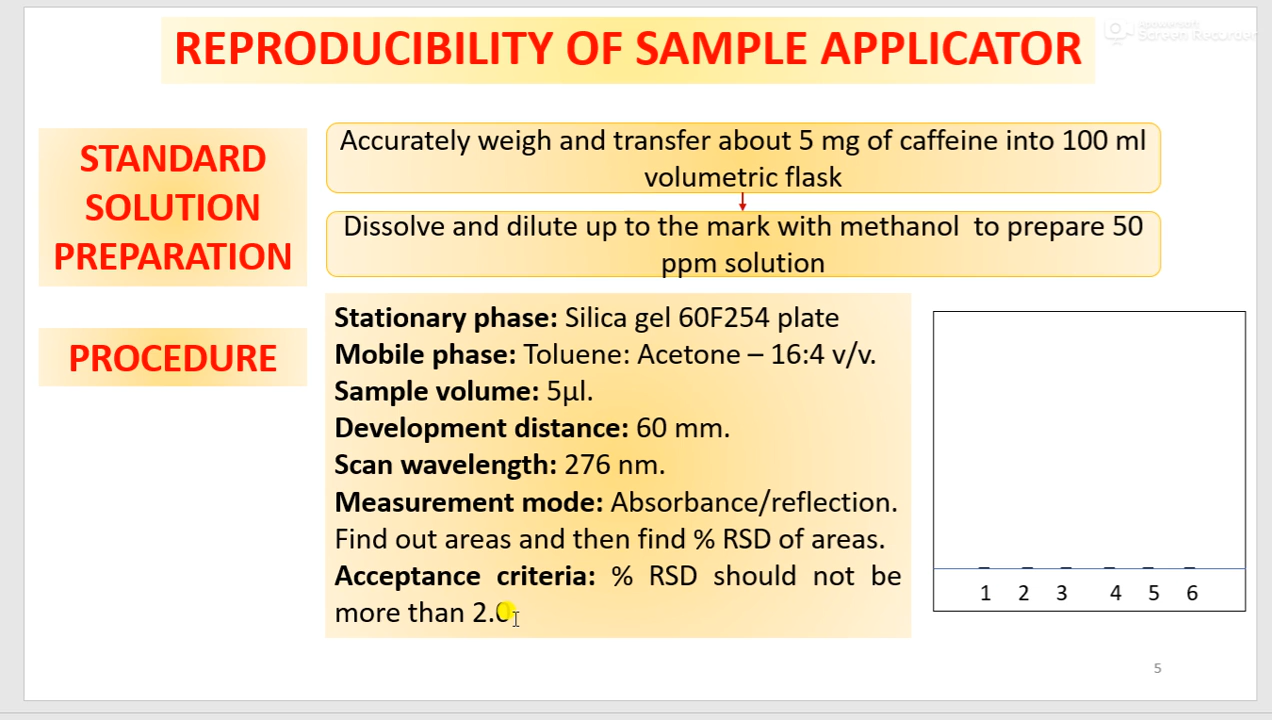 REPRODUCIBILITY OF SAMPLE APPLICATOR
Apowersoft
Screen Recorder
STANDARD
SOLUTION
PREPARATION
Accurately weigh and transfer about 5 mg of caffeine into 100 ml
volumetric flask
Dissolve and dilute up to the mark with methanol to prepare 50
ppm solution
PROCEDURE
Stationary phase: Silica gel 60F254 plate
Mobile phase: Toluene: Acetone – 16:4 v/v.
Sample volume: 5µl.
Development distance: 60 mm.
Scan wavelength: 276 nm.
Measurement mode: Absorbance/reflection.
Find out areas and then find % RSD of areas.
Acceptance criteria: % RSD should not be
more than 2.0
1 2 3 4 5 6
5